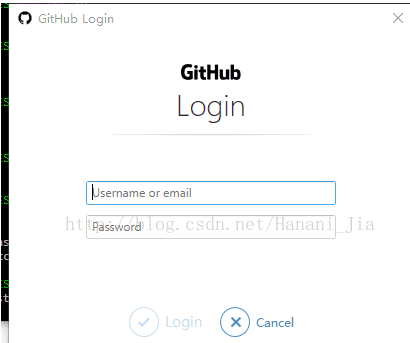 GitHub Login
GitHub
Login
Username or email
http://blog.csdn.net/Hanani_Jia
Password
Login
Cancel